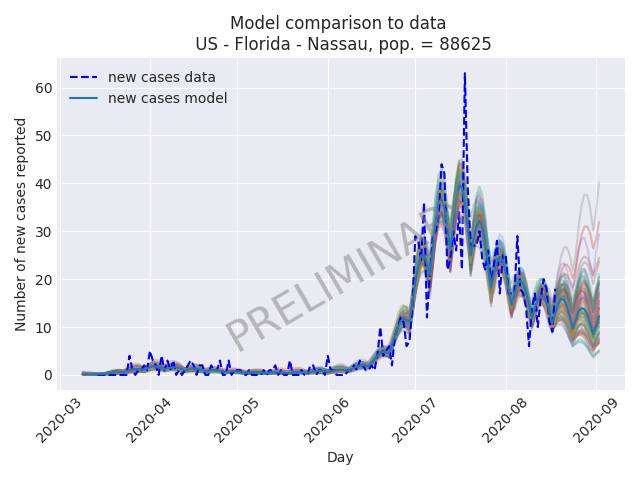 Model comparison to data
US - Florida - Nassau, pop. = 88625
new cases data
new cases model
Number of new cases reported
60
50
40
30
20
10
0
PRELIMINARY
2020-03
2020-04
2020-05
2020-06
2020-07
2020-08
2020-09
Day